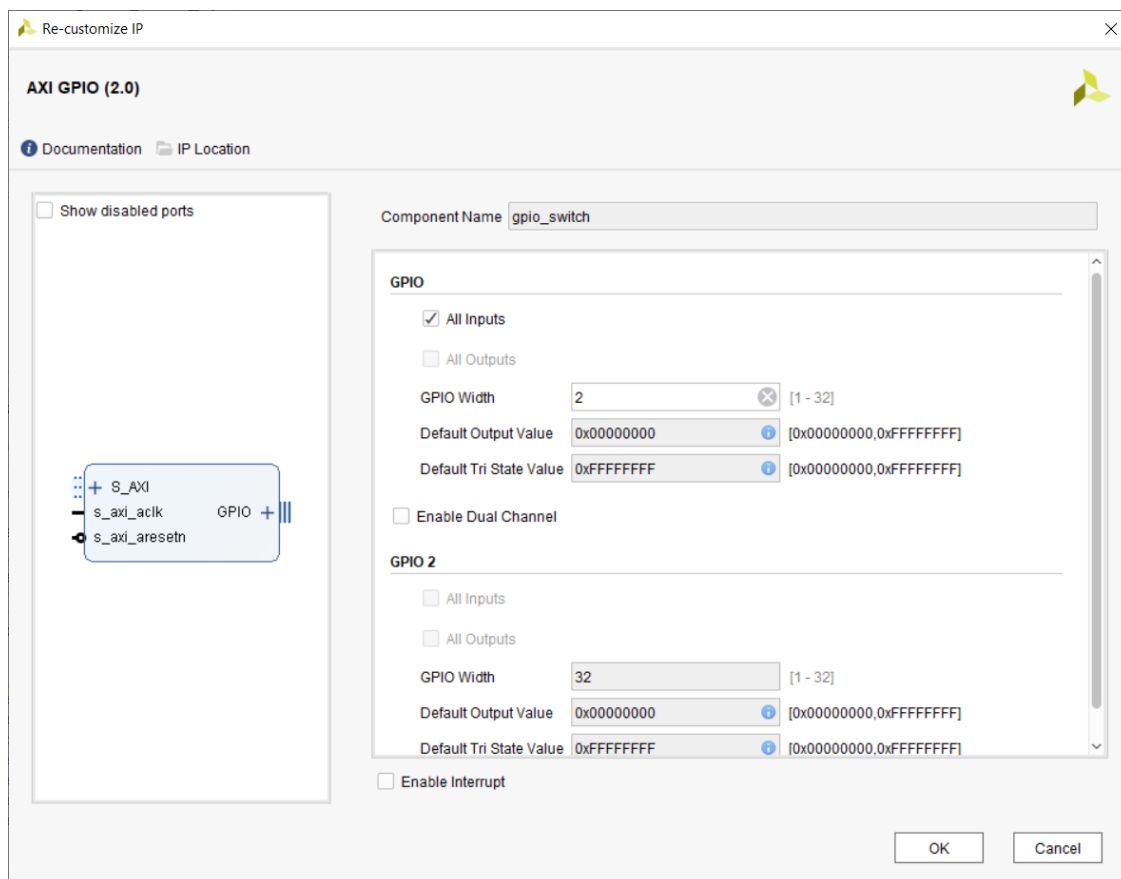 Re-customize IP
AXI GPIO (2.0)
Documentation IP Location
Show disabled ports
S_AXI
s_axi_aclk GPIO
s_axi_aresetn
Component Name gpio_switch
GPIO
All Inputs
All Outputs
GPIO Width 2 [1 - 32]
Default Output Value 0x00000000 [0x00000000,0xFFFFFFFF]
Default Tri State Value 0xFFFFFFFF [0x00000000,0xFFFFFFFF]
Enable Dual Channel
GPIO 2
All Inputs
All Outputs
GPIO Width 32 [1 - 32]
Default Output Value 0x00000000 [0x00000000,0xFFFFFFFF]
Default Tri State Value 0xFFFFFFFF [0x00000000,0xFFFFFFFF]
Enable Interrupt
OK Cancel